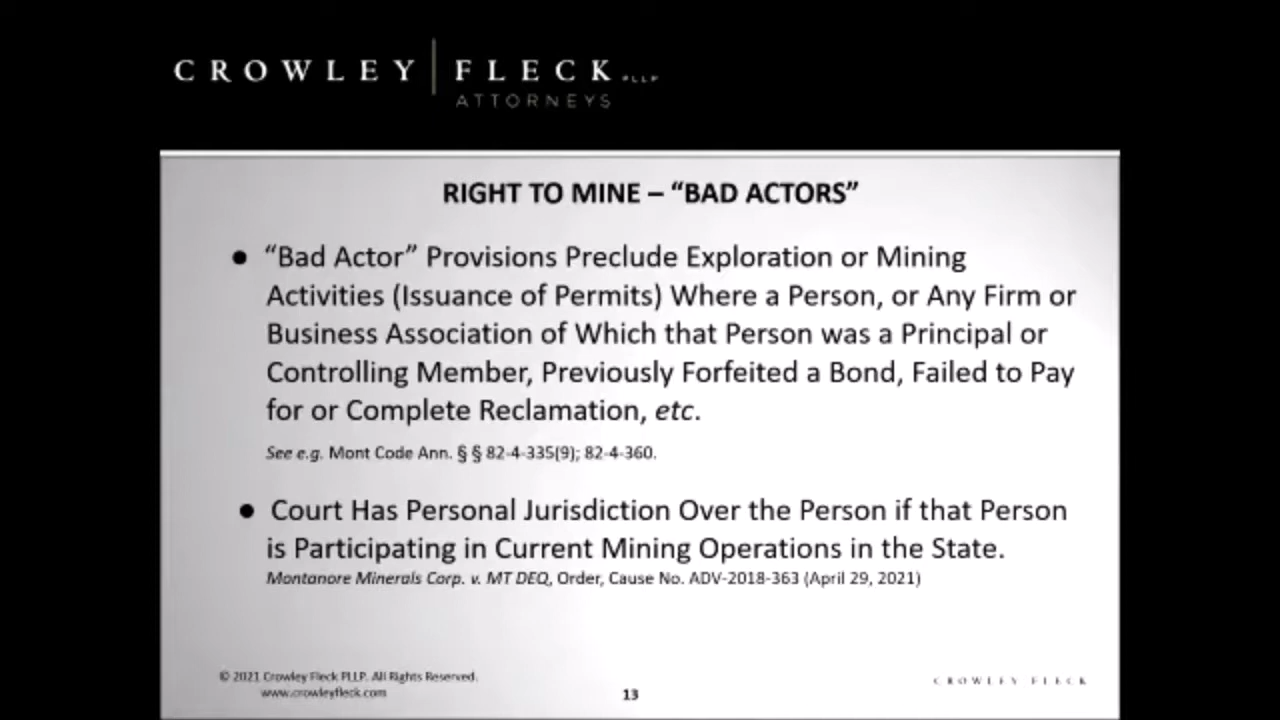 CROWLEY FLECK PLLP
ATTORNEYS
RIGHT TO MINE – “BAD ACTORS”
● “Bad Actor” Provisions Preclude Exploration or Mining
Activities (Issuance of Permits) Where a Person, or Any Firm or
Business Association of Which that Person was a Principal or
Controlling Member, Previously Forfeited a Bond, Failed to Pay
for or Complete Reclamation, etc.
See e.g. Mont Code Ann. § § 82-4-335(9); 82-4-360.
● Court Has Personal Jurisdiction Over the Person if that Person
is Participating in Current Mining Operations in the State.
Montanore Minerals Corp. v. MT DEQ, Order, Cause No. ADV-2018-363 (April 29, 2021)
© 2021 Crowley Fleck PLLP. All Rights Reserved.
www.crowleyfleck.com
13
CROWLEY FLECK